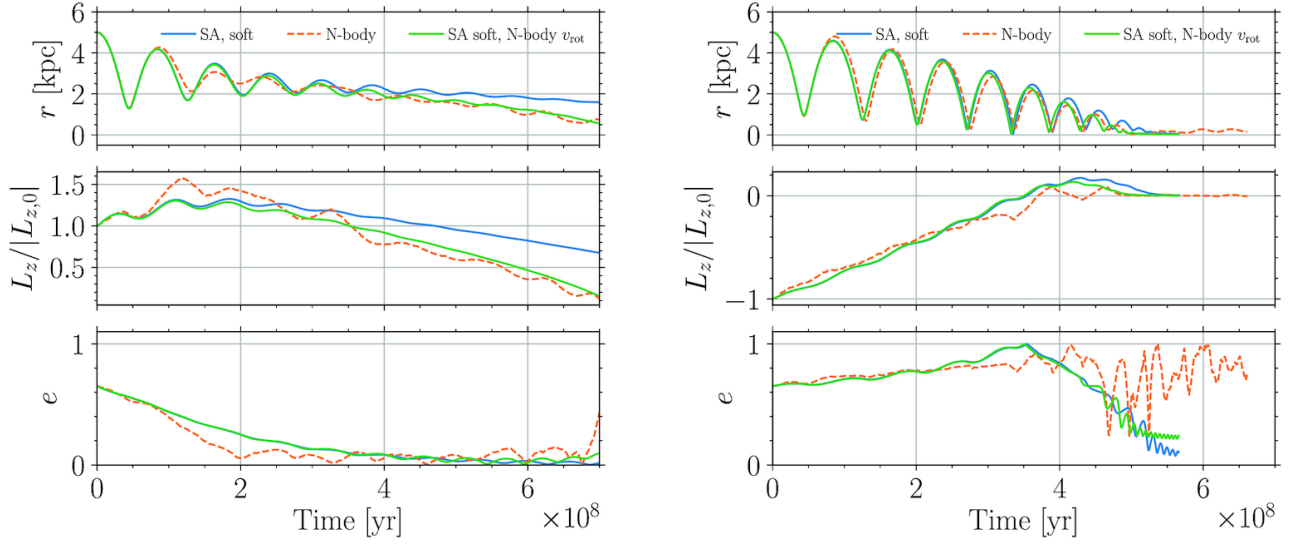 SA, soft N-body SA soft, N-body v_rot
r [kpc]
6
4
2
0
L_z/|L_{z,0}|
1.5
1.0
0.5
e
1
0
0 2 4 6
Time [yr] ×10^8
SA, soft N-body SA soft, N-body v_rot
r [kpc]
6
4
2
0
L_z/|L_{z,0}|
0
−1
e
1
0
0 2 4 6
Time [yr] ×10^8